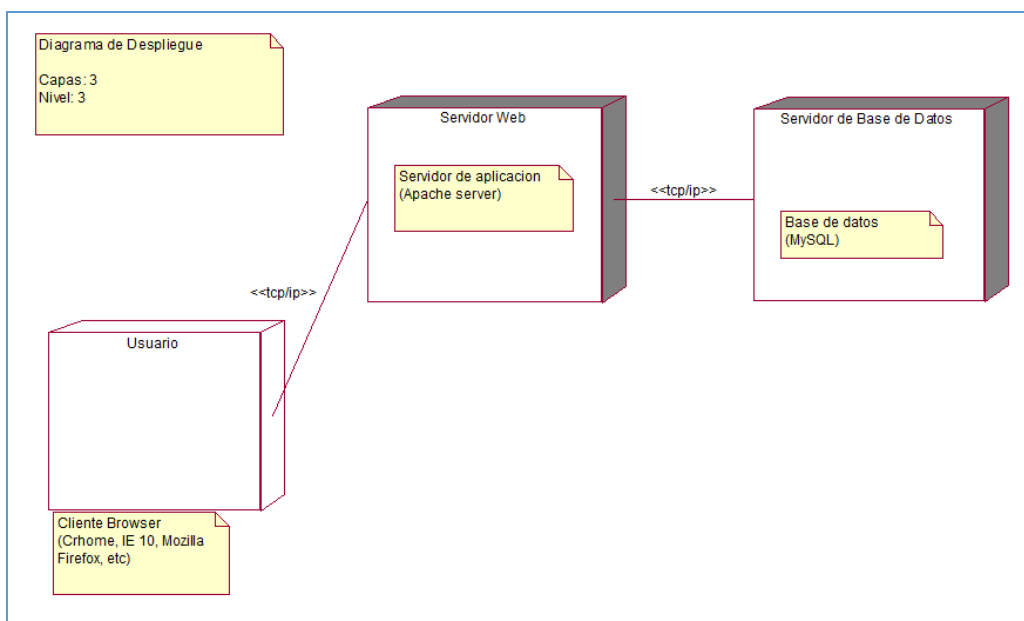 Diagrama de Despliegue
Capas: 3
Nivel: 3
Servidor Web
Servidor de aplicacion
(Apache server)
<<tcp/ip>>
Servidor de Base de Datos
Base de datos
(MySQL)
<<tcp/ip>>
Usuario
Cliente Browser
(Crhome, IE 10, Mozilla
Firefox, etc)